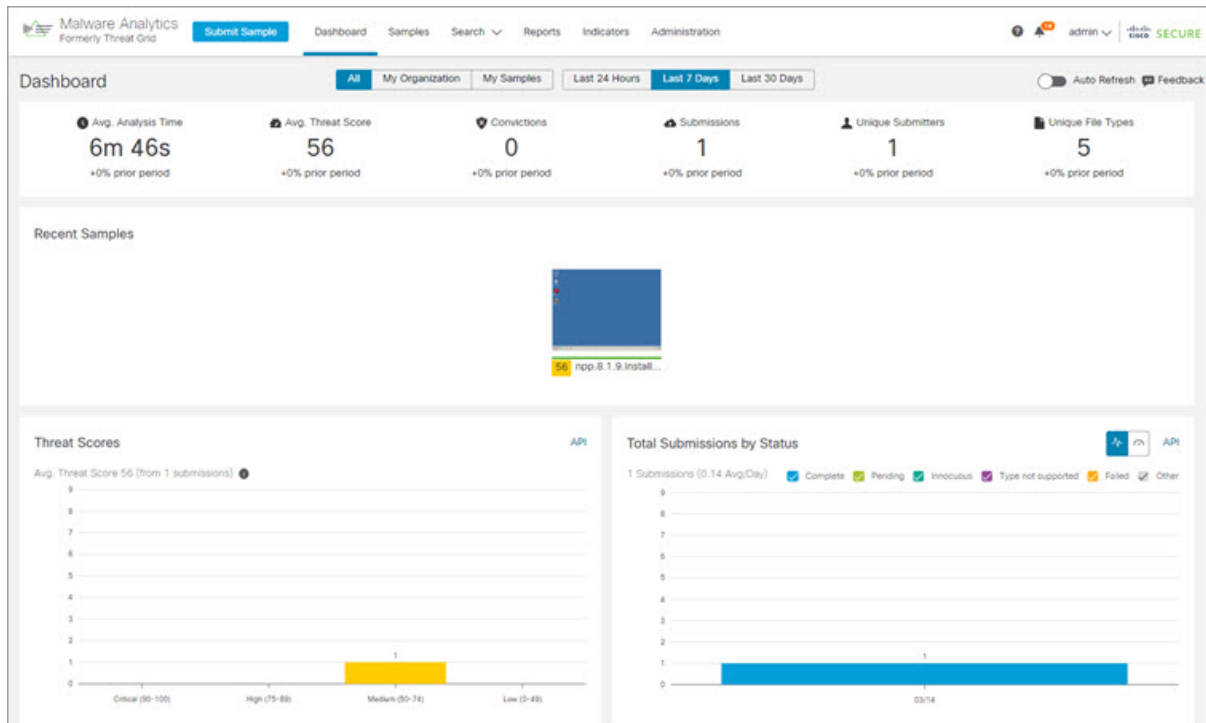 Malware Analytics
Formerly Threat Grid
Submit Sample
Dashboard Samples Search Reports Indicators Administration
admin
CISCO SECURE
Dashboard
All My Organization My Samples Last 24 Hours Last 7 Days Last 30 Days
Auto Refresh Feedback
Avg. Analysis Time Avg. Threat Score Convictions Submissions Unique Submitters Unique File Types
6m 46s 56 0 1 1 5
+0% prior period +0% prior period +0% prior period +0% prior period +0% prior period +0% prior period
Recent Samples
56 npp.8.1.9.Install...
Threat Scores API
Avg. Threat Score 56 (from 1 submissions)
9
8
7
6
5
4
3
2
1
1
0
Critical (90-100) High (75-89) Medium (50-74) Low (0-49)
Total Submissions by Status API
1 Submissions (0.14 Avg/Day) Complete Pending Innocuous Type not supported Failed Other
9
8
7
6
5
4
3
2
1
1
0
03/14